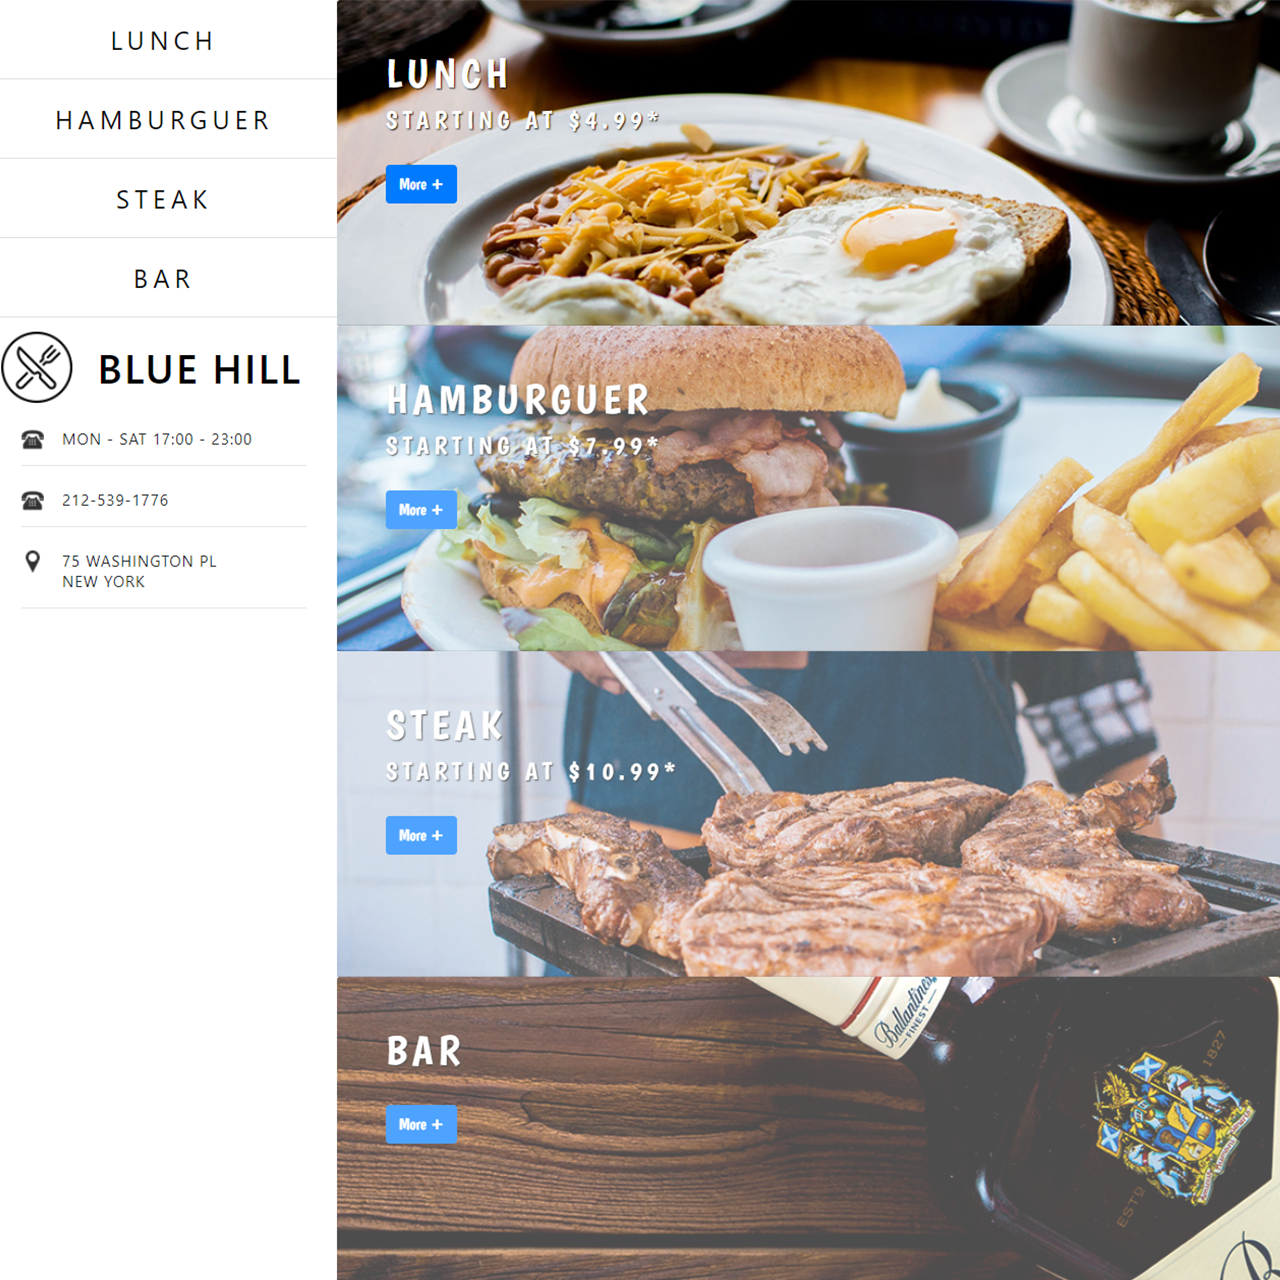 LUNCH
HAMBURGUER
STEAK
BAR
BLUE HILL
MON - SAT 17:00 - 23:00
212-539-1776
75 WASHINGTON PL
NEW YORK
LUNCH
STARTING AT $4.99*
More +
HAMBURGUER
STARTING AT $7.99*
More +
STEAK
STARTING AT $10.99*
More +
BAR
More +
Ballantine's
FINEST
1827
ESTD